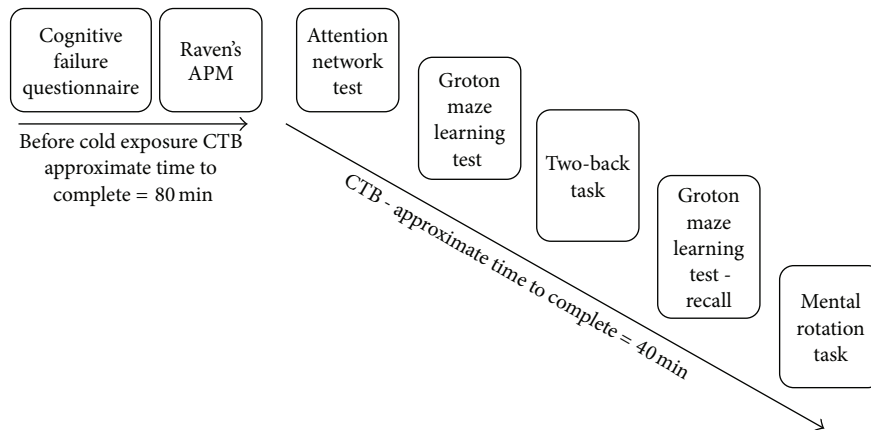 Cognitive
failure
questionnaire
Raven's
APM
Before cold exposure CTB
approximate time to
complete = 80 min
Attention
network
test
Groton
maze
learning
test
Two-back
task
Groton
maze
learning
test -
recall
Mental
rotation
task
CTB - approximate time to complete = 40 min